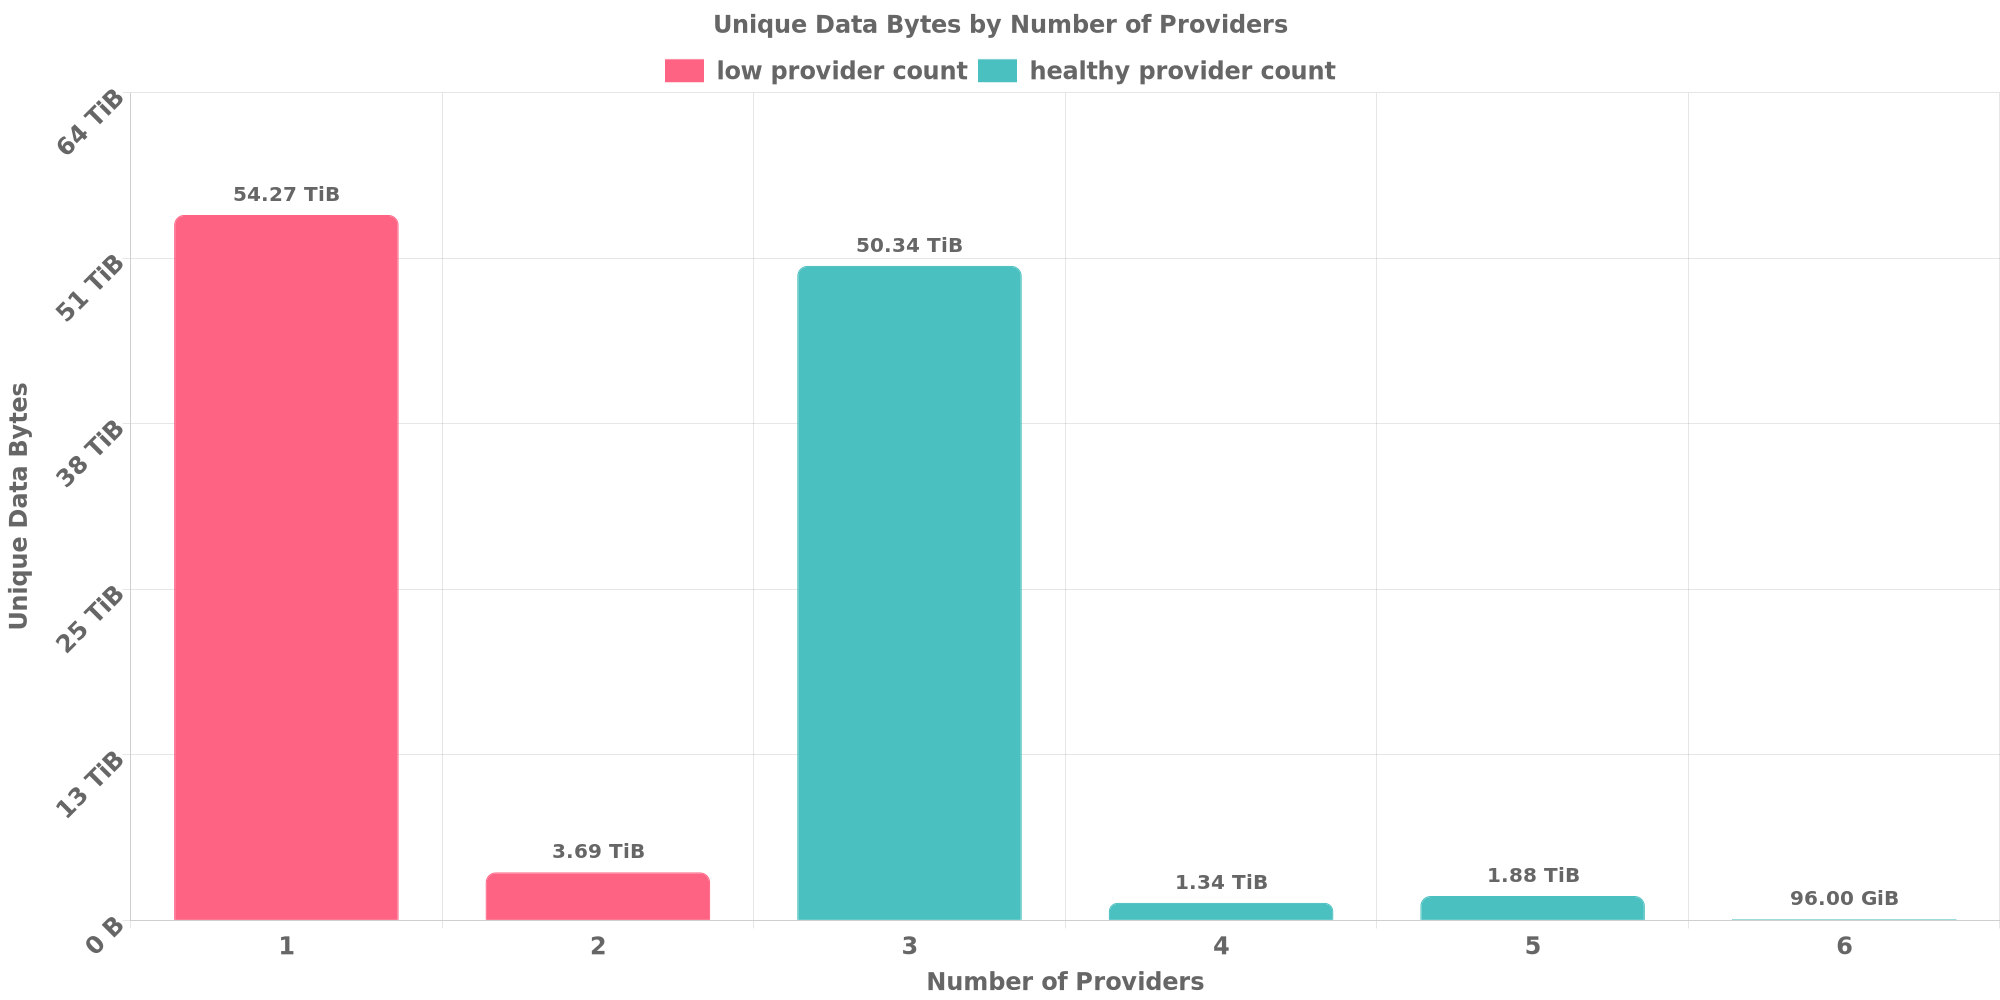 Unique Data Bytes by Number of Providers
low provider count
healthy provider count
64 TiB
51 TiB
38 TiB
25 TiB
13 TiB
0 B
Unique Data Bytes
54.27 TiB
3.69 TiB
50.34 TiB
1.34 TiB
1.88 TiB
96.00 GiB
1
2
3
4
5
6
Number of Providers